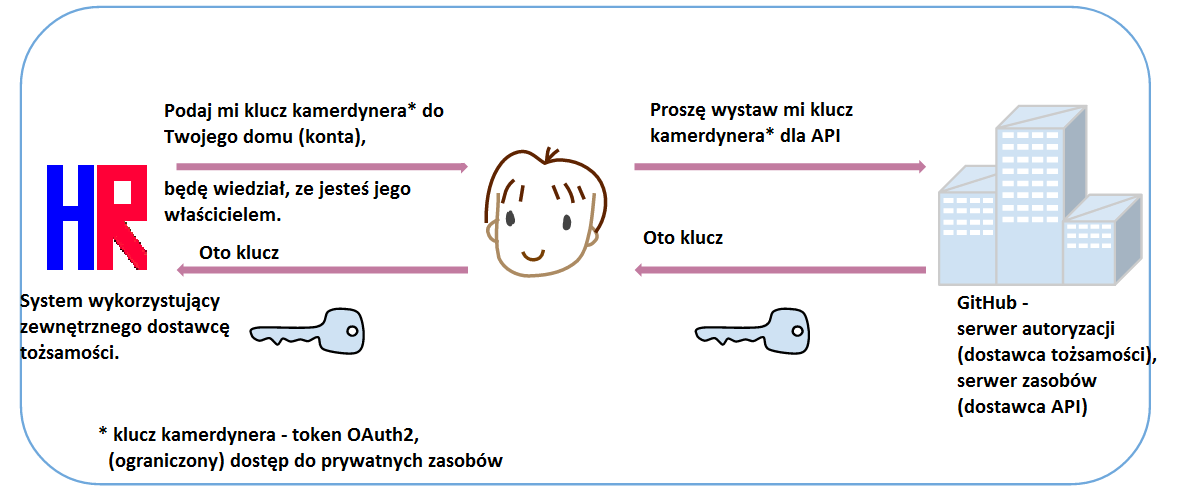 Podaj mi klucz kamerdynera* do
Twojego domu (konta),
będę wiedział, ze jesteś jego
właścicielem.
Oto klucz
Proszę wystaw mi klucz
kamerdynera* dla API
Oto klucz
HR
System wykorzystujący
zewnętrznego dostawcę
tożsamości.
GitHub -
serwer autoryzacji
(dostawca tożsamości),
serwer zasobów
(dostawca API)
* klucz kamerdynera - token OAuth2,
(ograniczony) dostęp do prywatnych zasobów